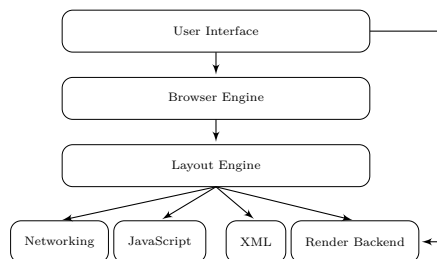 User Interface
Browser Engine
Layout Engine
Networking
JavaScript
XML
Render Backend